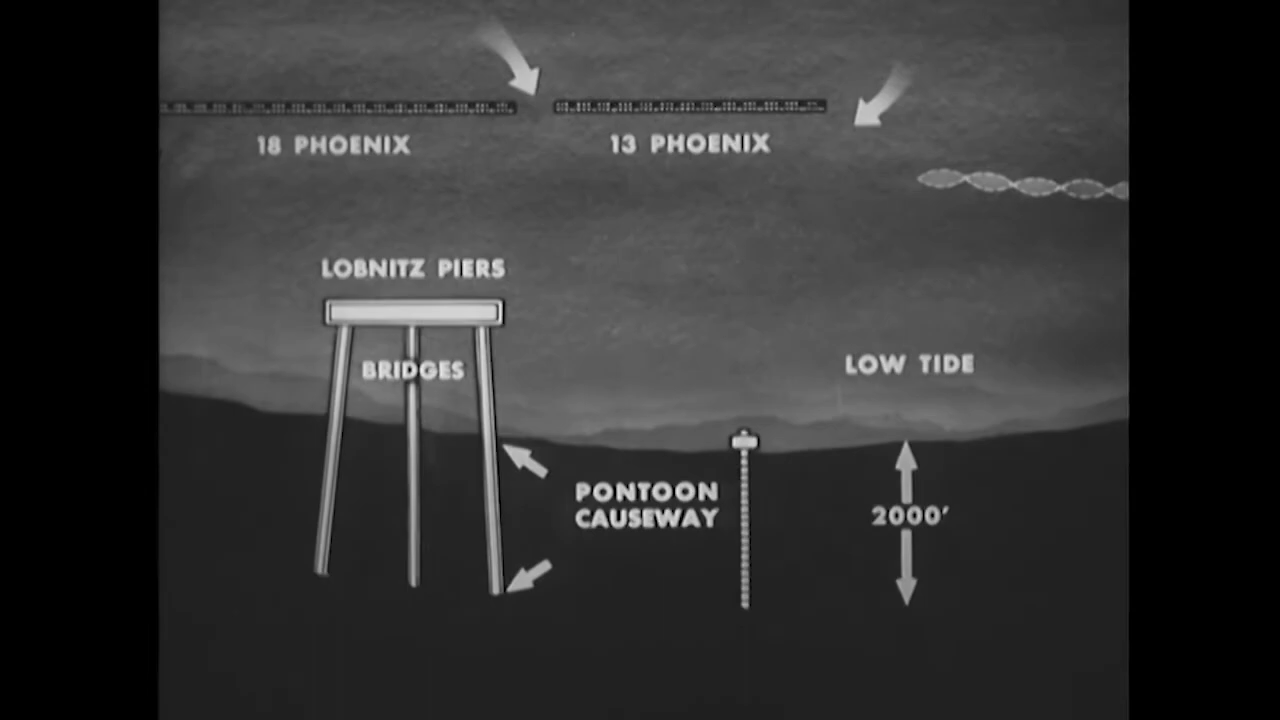 18 PHOENIX
13 PHOENIX
LOBNITZ PIERS
BRIDGES
LOW TIDE
PONTOON
CAUSEWAY
2000'